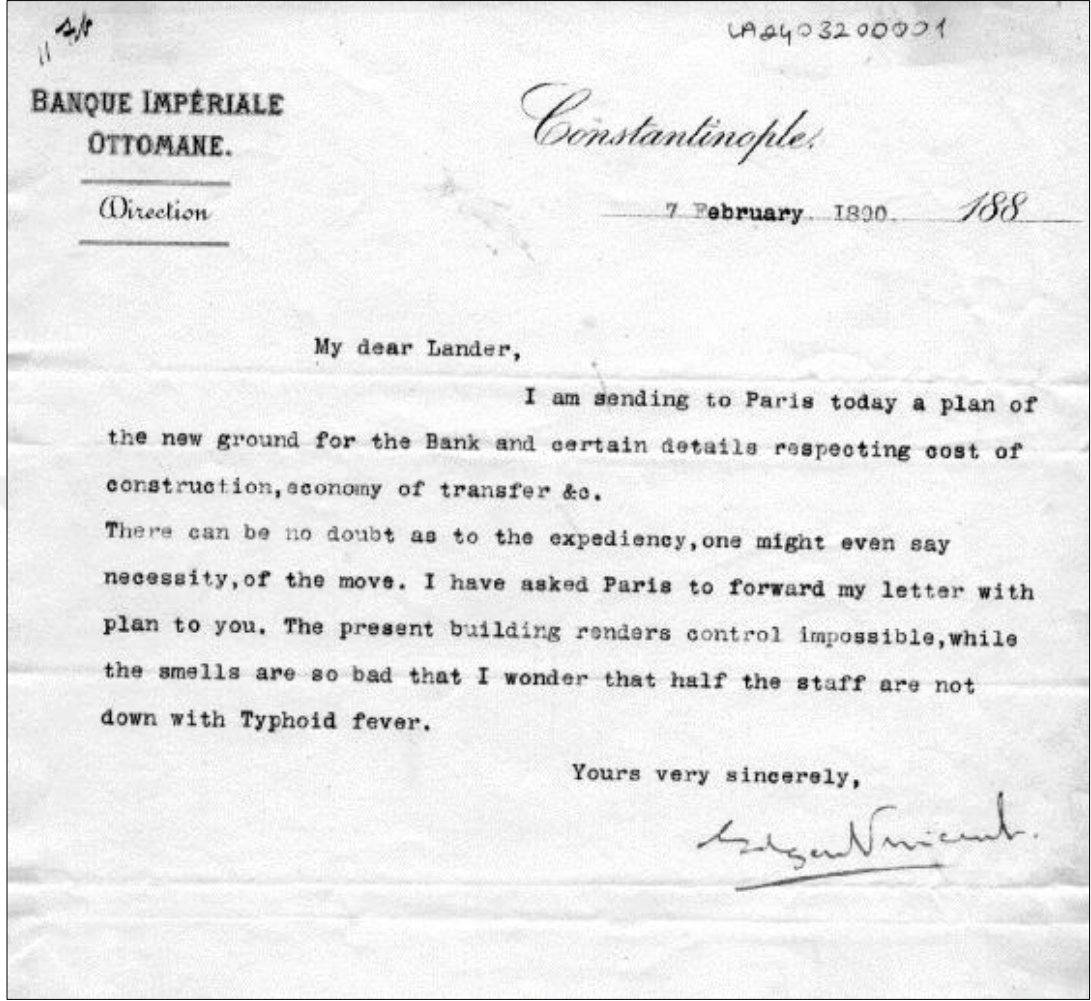 LA2403200001
BANQUE IMPÉRIALE
OTTOMANE.
Direction
Constantinople.
7 February. 1890. 188
My dear Lander,
I am sending to Paris today a plan of
the new ground for the Bank and certain details respecting cost of
construction,economy of transfer &c.
There can be no doubt as to the expediency,one might even say
necessity,of the move. I have asked Paris to forward my letter with
plan to you. The present building renders control impossible,while
the smells are so bad that I wonder that half the staff are not
down with Typhoid fever.
Yours very sincerely,
Edgar Vincent.